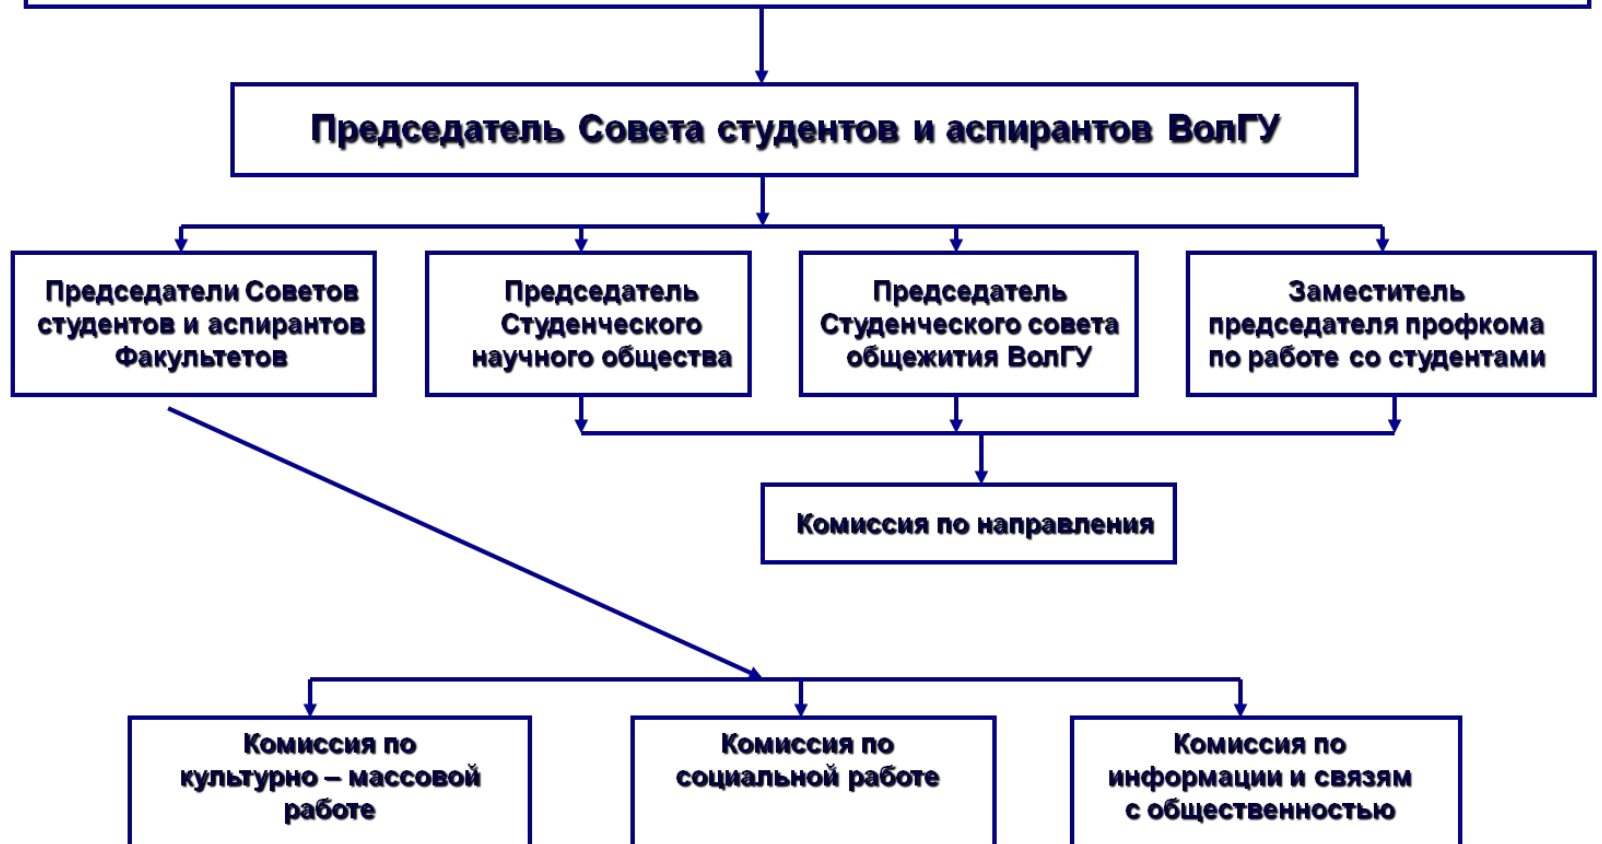 Председатель Совета студентов и аспирантов ВолГУ
Председатели Советов
студентов и аспирантов
Факультетов
Председатель
Студенческого
научного общества
Председатель
Студенческого совета
общежития ВолГУ
Заместитель
председателя профкома
по работе со студентами
Комиссия по направления
Комиссия по
культурно – массовой
работе
Комиссия по
социальной работе
Комиссия по
информации и связям
с общественностью